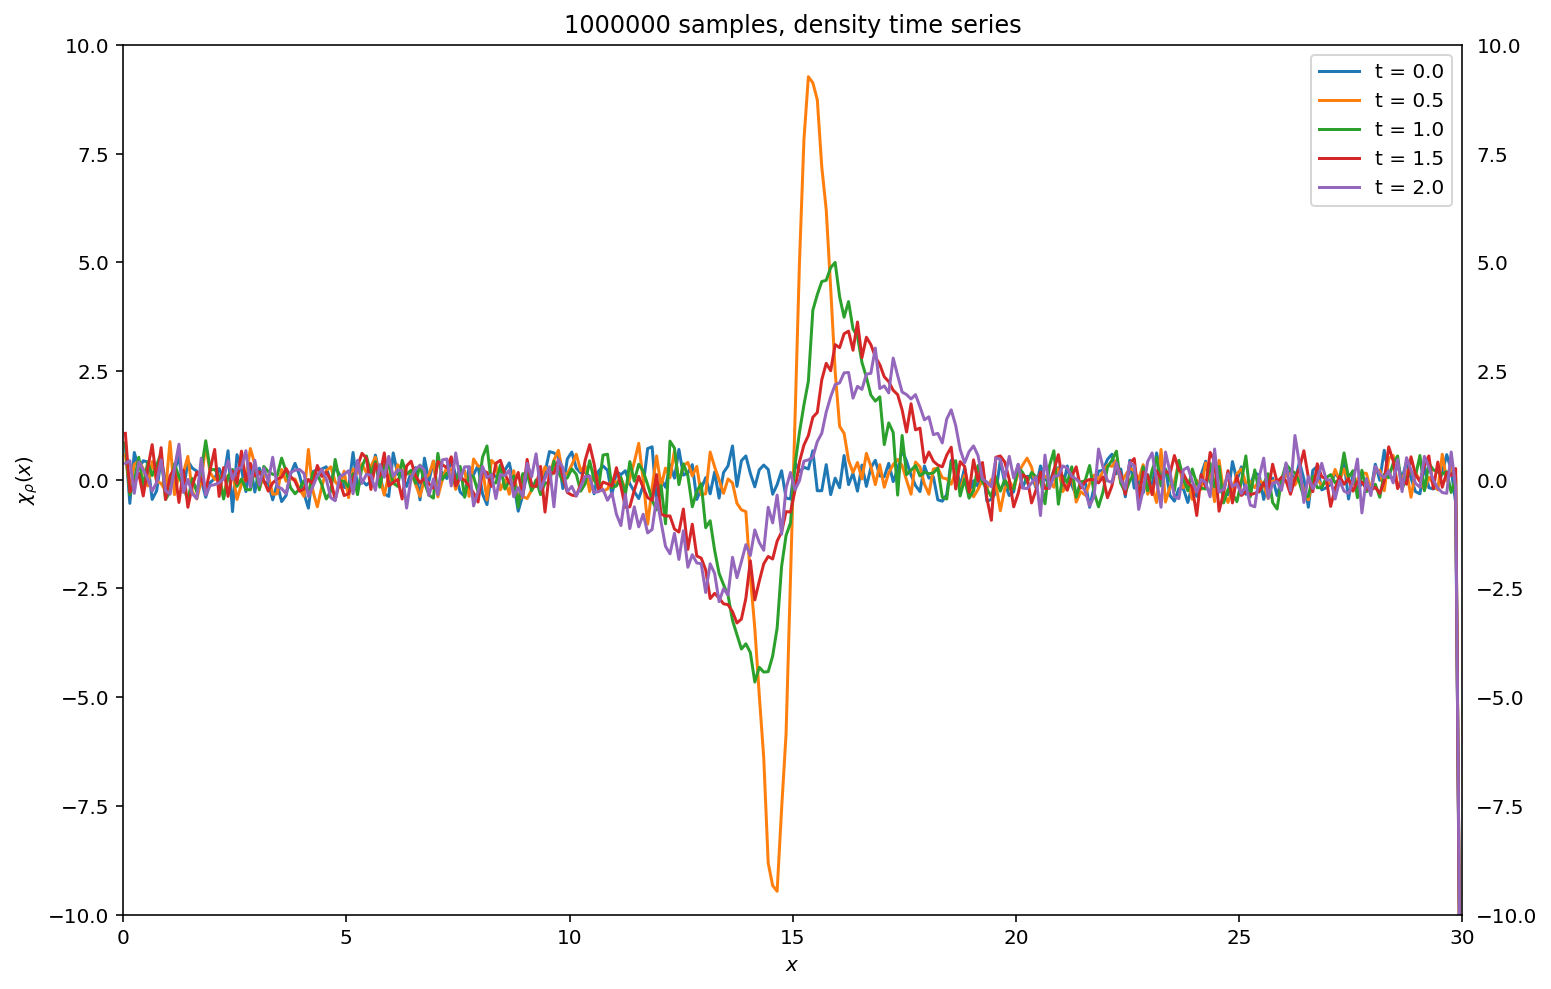 1000000 samples, density time series
10.0
7.5
5.0
2.5
0.0
−2.5
−5.0
−7.5
−10.0
χρ(x)
t = 0.0
t = 0.5
t = 1.0
t = 1.5
t = 2.0
10.0
7.5
5.0
2.5
0.0
−2.5
−5.0
−7.5
−10.0
0 5 10 15 20 25 30
x